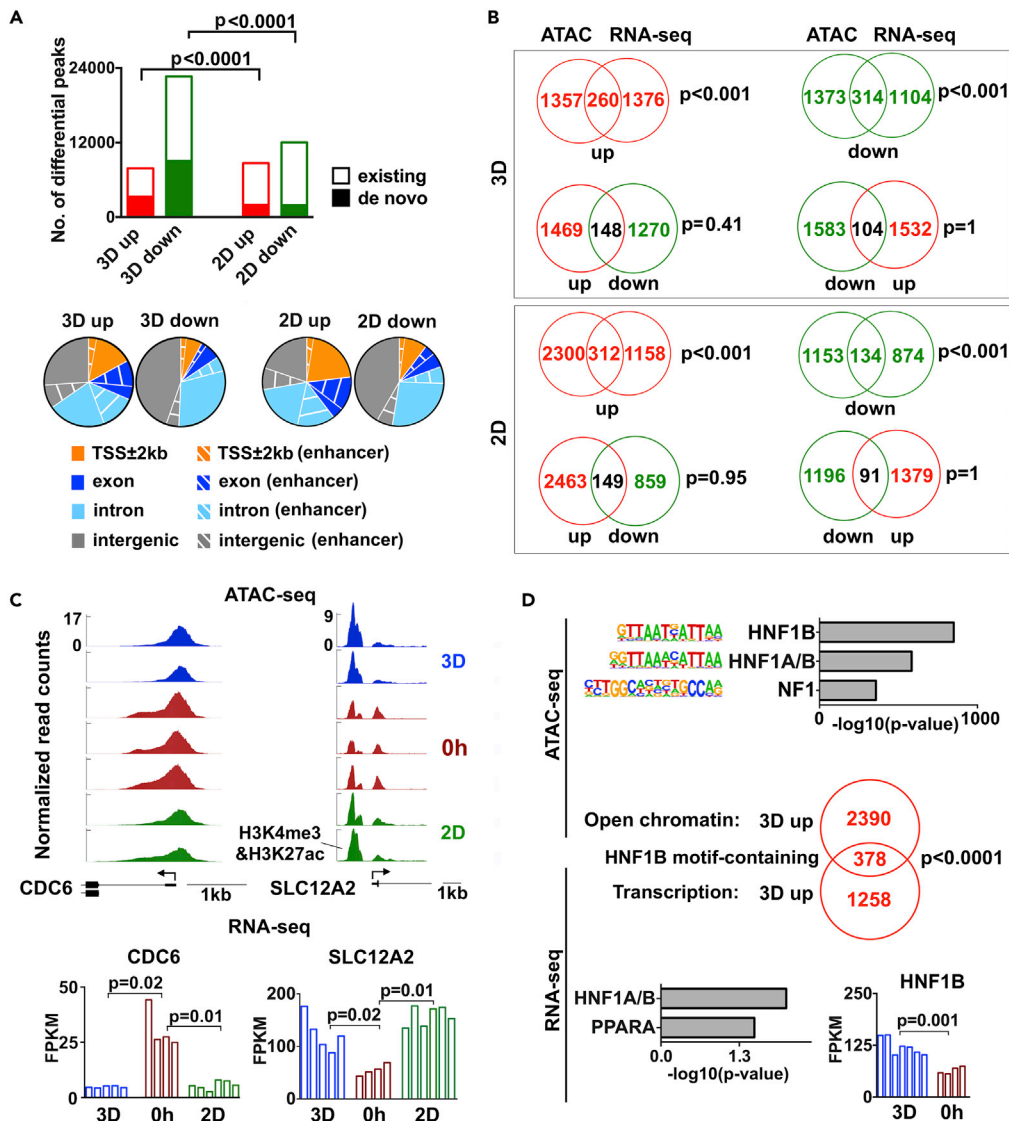 A
p<0.0001
p<0.0001
No. of differential peaks
24000
12000
0
existing
de novo
3D up
3D down
2D up
2D down
3D up
3D down
2D up
2D down
TSS±2kb
TSS±2kb (enhancer)
exon
exon (enhancer)
intron
intron (enhancer)
intergenic
intergenic (enhancer)
B
ATAC RNA-seq
ATAC RNA-seq
3D
1357 260 1376
p<0.001
up
1373 314 1104
p<0.001
down
1469 148 1270
p=0.41
up down
1583 104 1532
p=1
down up
2D
2300 312 1158
p<0.001
up
1153 134 874
p<0.001
down
2463 149 859
p=0.95
up down
1196 91 1379
p=1
down up
C
ATAC-seq
Normalized read counts
17
0
9
0
3D
0h
2D
H3K4me3
&H3K27ac
CDC6
1kb
SLC12A2
1kb
RNA-seq
CDC6
FPKM
50
25
0
p=0.02
p=0.01
3D 0h 2D
SLC12A2
FPKM
200
100
0
p=0.02
p=0.01
3D 0h 2D
D
ATAC-seq
HNF1B
HNF1A/B
NF1
0
1000
-log10(p-value)
Open chromatin: 3D up
2390
HNF1B motif-containing
378
p<0.0001
Transcription: 3D up
1258
RNA-seq
HNF1A/B
PPARA
0.0
1.3
-log10(p-value)
HNF1B
FPKM
250
125
0
p=0.001
3D 0h